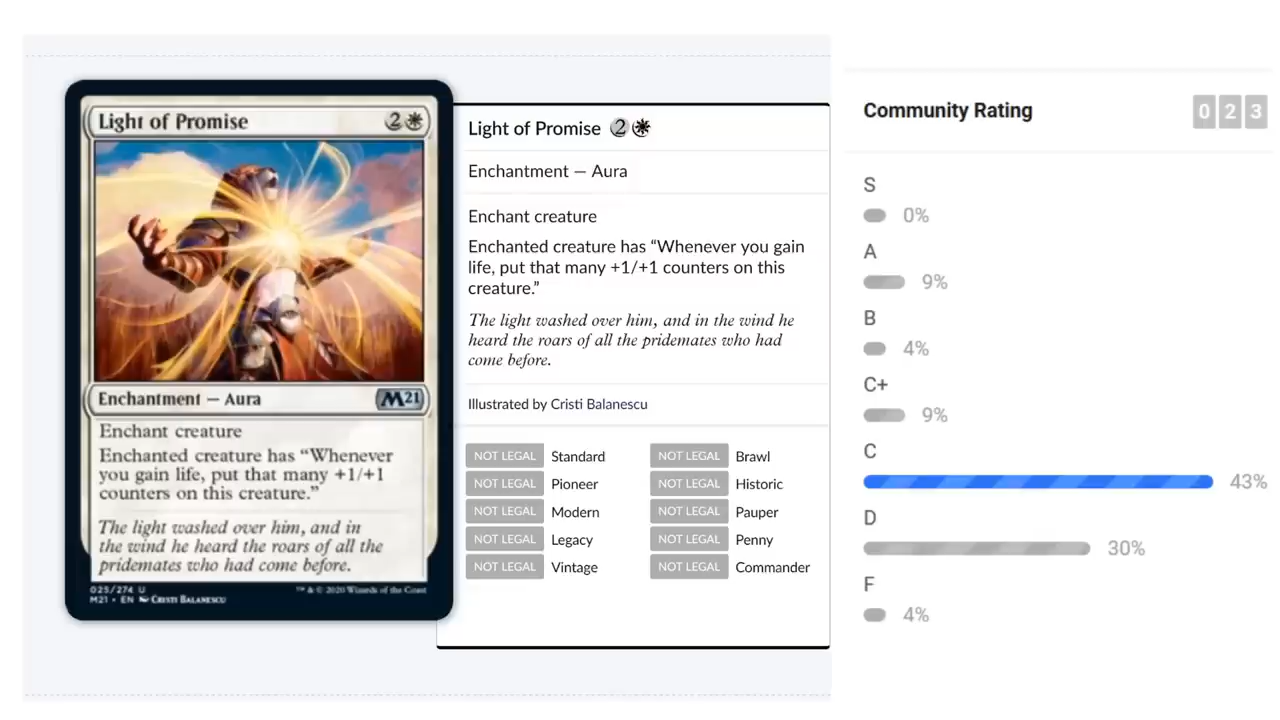 Light of Promise 2
Enchantment — Aura
M21
Enchant creature
Enchanted creature has “Whenever
you gain life, put that many +1/+1
counters on this creature.”
The light washed over him, and in
the wind he heard the roars of all the
pridemates who had come before.
025/274 U
M21 • EN CRISTI BALANESCU
™ & © 2020 Wizards of the Coast
Light of Promise 2
Enchantment — Aura
Enchant creature
Enchanted creature has “Whenever you gain
life, put that many +1/+1 counters on this
creature.”
The light washed over him, and in the wind he
heard the roars of all the pridemates who had
come before.
Illustrated by Cristi Balanescu
NOT LEGAL Standard NOT LEGAL Brawl
NOT LEGAL Pioneer NOT LEGAL Historic
NOT LEGAL Modern NOT LEGAL Pauper
NOT LEGAL Legacy NOT LEGAL Penny
NOT LEGAL Vintage NOT LEGAL Commander
Community Rating 0 2 3
S
0%
A
9%
B
4%
C+
9%
C
43%
D
30%
F
4%